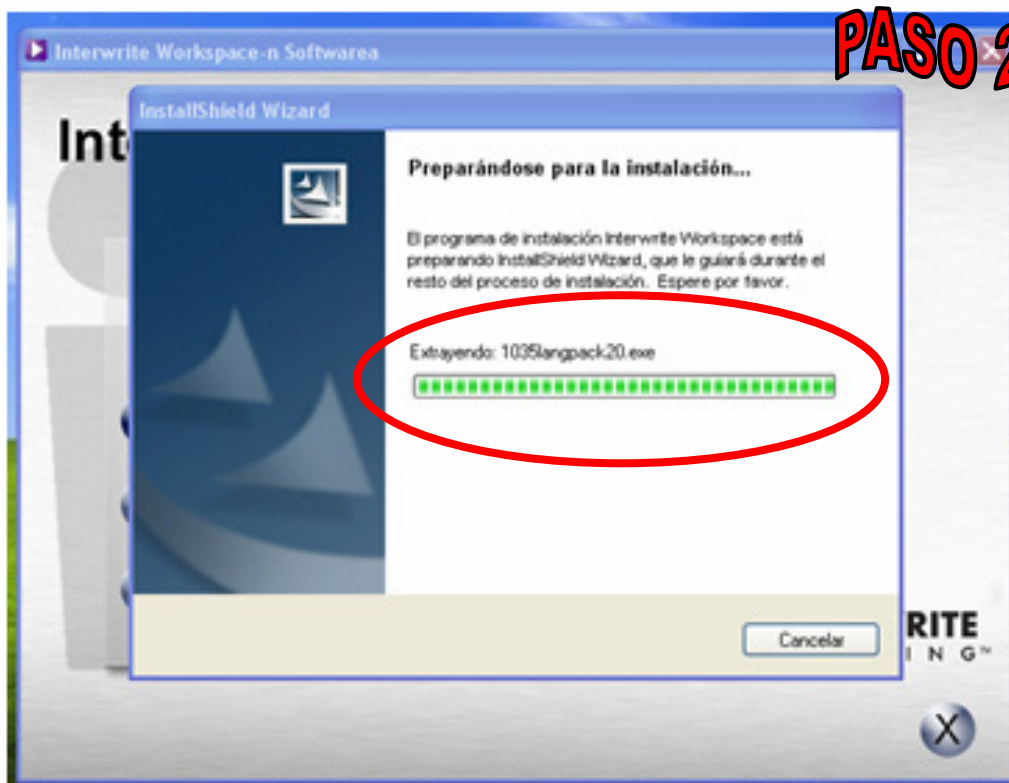 PASO 2
Interwrite Workspace-n Softwarea
InstallShield Wizard
Int
Preparándose para la instalación...
El programa de instalación Interwrite Workspace está
preparando InstallShield Wizard, que le guiará durante el
resto del proceso de instalación. Espere por favor.
Extrayendo: 1035langpack20.exe
Cancelar
RITE
I N G™
X